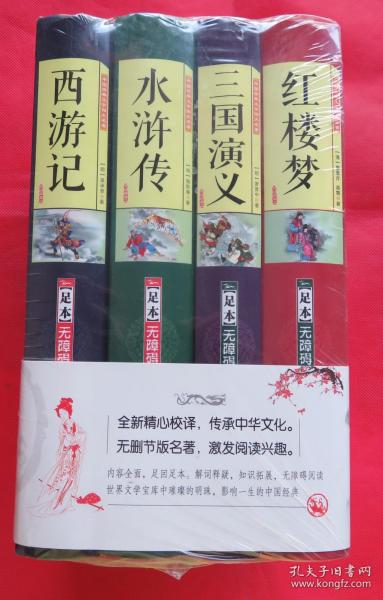 西游记
【足本】无障碍
水浒传
【足本】无障碍
三国演义
【足本】无障碍
红楼梦
【足本】无障碍
全新精心校译，传承中华文化。
无删节版名著，激发阅读兴趣。
内容全面，足回足本。解词释疑，知识拓展，无障碍阅读
世界文学宝库中璀璨的明珠，影响一生的中国经典
孔夫子旧书网